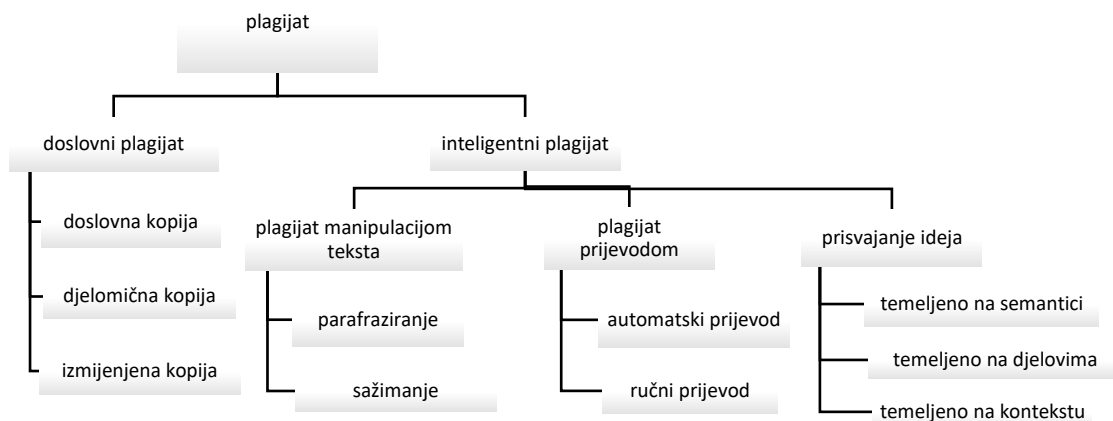 plagijat
doslovni plagijat
inteligentni plagijat
doslovna kopija
djelomična kopija
izmijenjena kopija
plagijat manipulacijom
teksta
parafraziranje
sažimanje
plagijat
prijevodom
automatski prijevod
ručni prijevod
prisvajanje ideja
temeljeno na semantici
temeljeno na djelovima
temeljeno na kontekstu